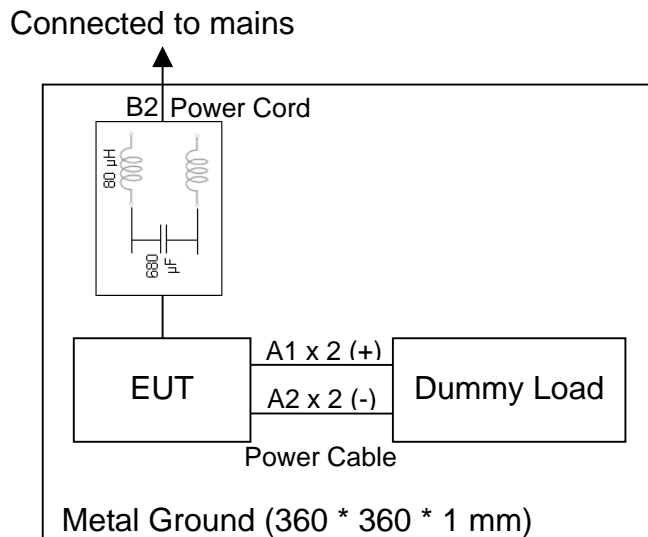 Connected to mains
B2 Power Cord
80 µH
680
µF
A1 x 2 (+)
EUT
Dummy Load
A2 x 2 (-)
Power Cable
Metal Ground (360 * 360 * 1 mm)